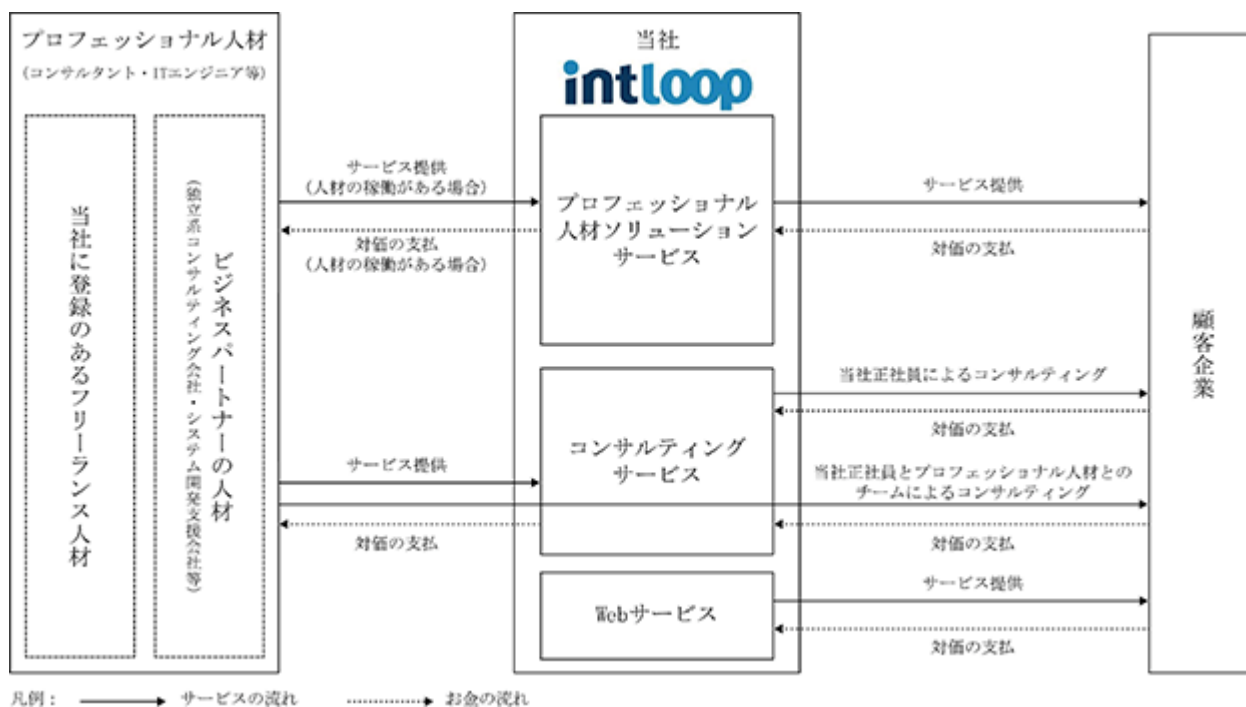 プロフェッショナル人材
(コンサルタント・ITエンジニア等)
当社に登録のあるフリーランス人材
ビジネスパートナーの人材
(独立系コンサルティング会社・システム開発支援会社等)
サービス提供
(人材の稼働がある場合)
対価の支払
(人材の稼働がある場合)
サービス提供
対価の支払
当社
intloop
プロフェッショナル
人材ソリューション
サービス
コンサルティング
サービス
Webサービス
サービス提供
対価の支払
当社正社員によるコンサルティング
対価の支払
当社正社員とプロフェッショナル人材との
チームによるコンサルティング
対価の支払
サービス提供
対価の支払
顧客企業
凡例:
サービスの流れ
お金の流れ